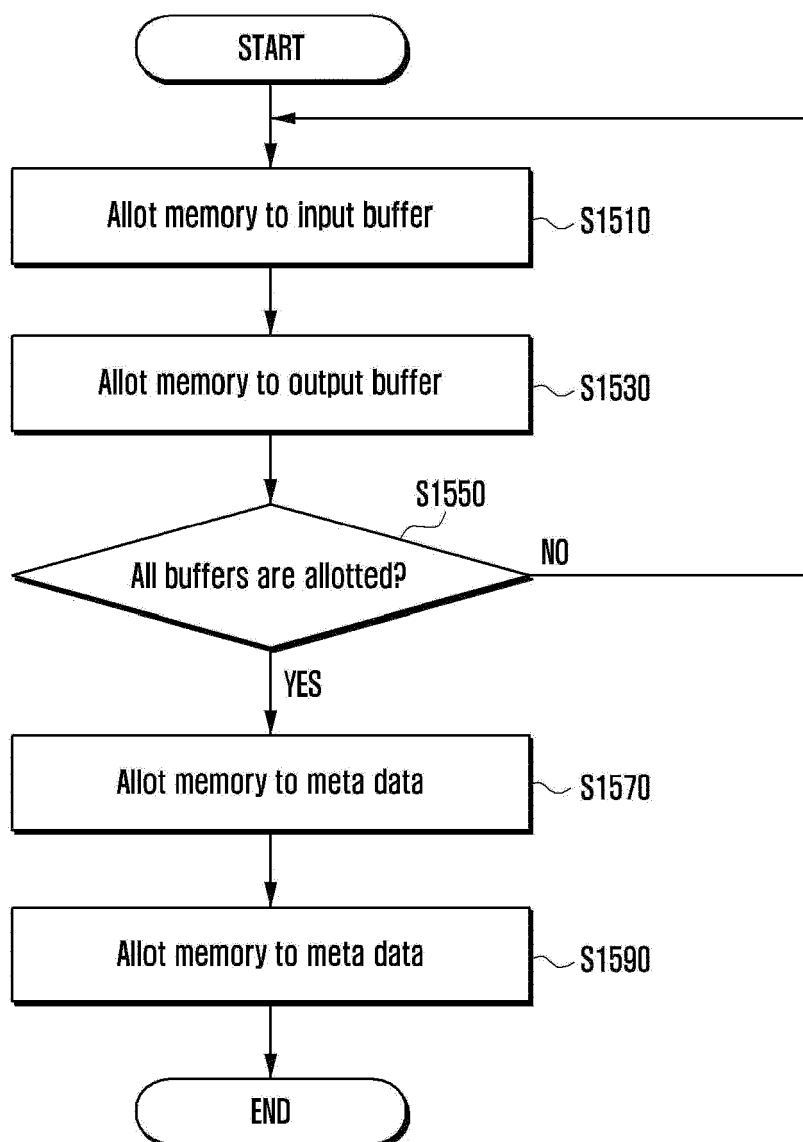 START
Allot memory to input buffer
S1510
Allot memory to output buffer
S1530
S1550
All buffers are allotted?
NO
YES
Allot memory to meta data
S1570
Allot memory to meta data
S1590
END